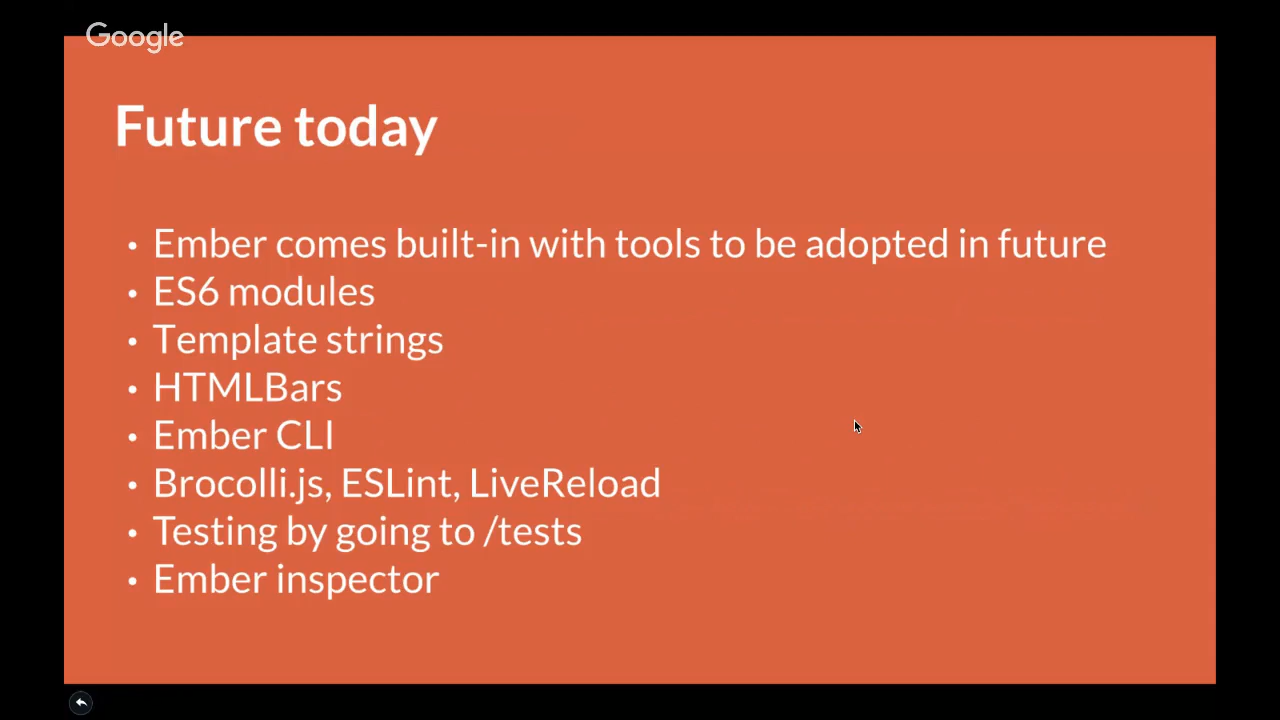 Google
Future today
• Ember comes built-in with tools to be adopted in future
• ES6 modules
• Template strings
• HTMLBars
• Ember CLI
• Brocolli.js, ESLint, LiveReload
• Testing by going to /tests
• Ember inspector